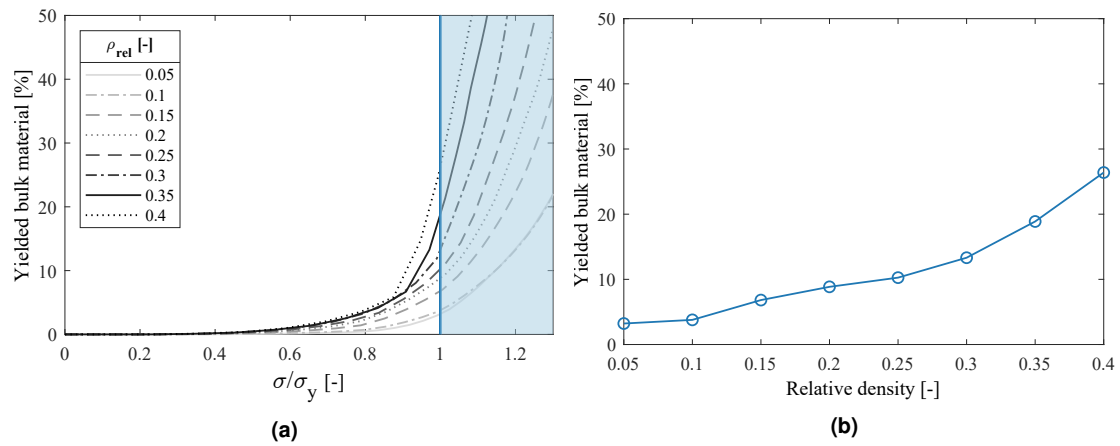 50
40
30
20
10
0
Yielded bulk material [%]
ρrel [-]
0.05
0.1
0.15
0.2
0.25
0.3
0.35
0.4
0 0.2 0.4 0.6 0.8 1 1.2
σ/σy [-]
(a)
50
40
30
20
10
0
Yielded bulk material [%]
0.05 0.1 0.15 0.2 0.25 0.3 0.35 0.4
Relative density [-]
(b)